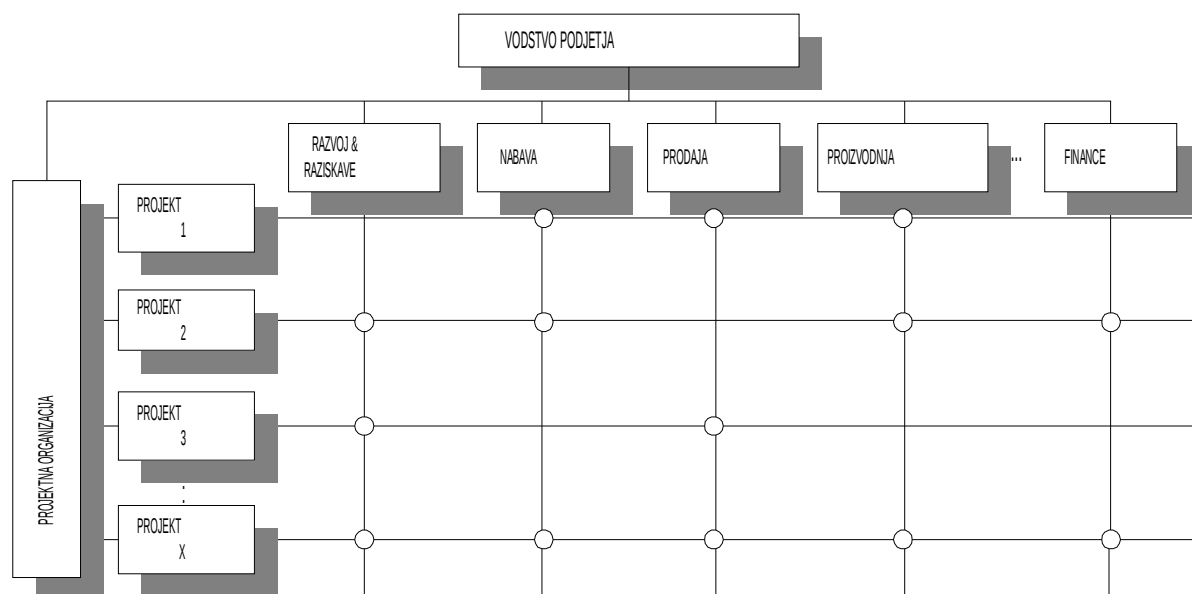 VODSTVO PODJETJA
RAZVOJ &
RAZISKAVE
NABAVA
PRODAJA
PROIZVODNJA
...
FINANCE
PROJEKTNA ORGANIZACIJA
PROJEKT
1
PROJEKT
2
PROJEKT
3
:
PROJEKT
X